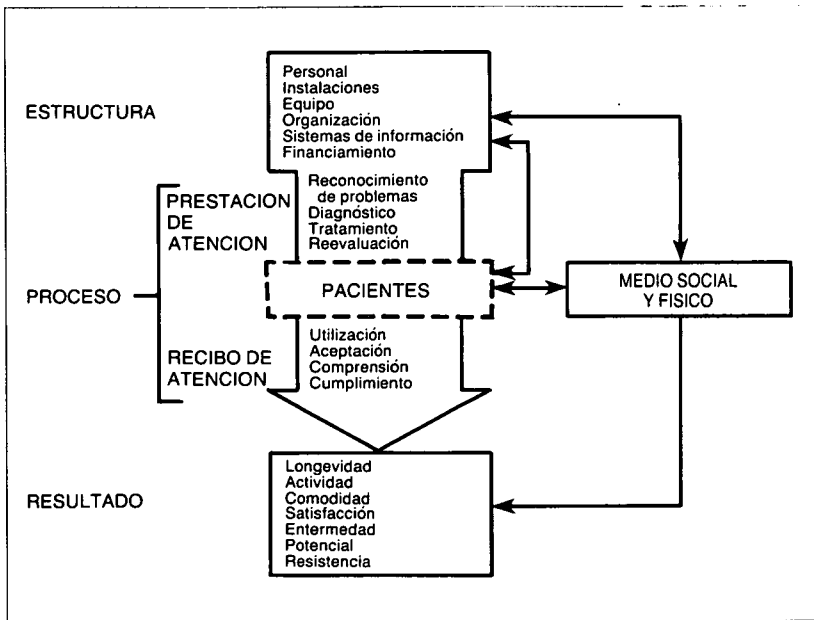 ESTRUCTURA
Personal
Instalaciones
Equipo
Organización
Sistemas de información
Financiamiento
PROCESO
PRESTACION
DE
ATENCION
Reconocimiento
de problemas
Diagnóstico
Tratamiento
Reevaluación
PACIENTES
MEDIO SOCIAL
Y FISICO
RECIBO DE
ATENCION
Utilización
Aceptación
Comprensión
Cumplimiento
RESULTADO
Longevidad
Actividad
Comodidad
Satisfacción
Entermedad
Potencial
Resistencia